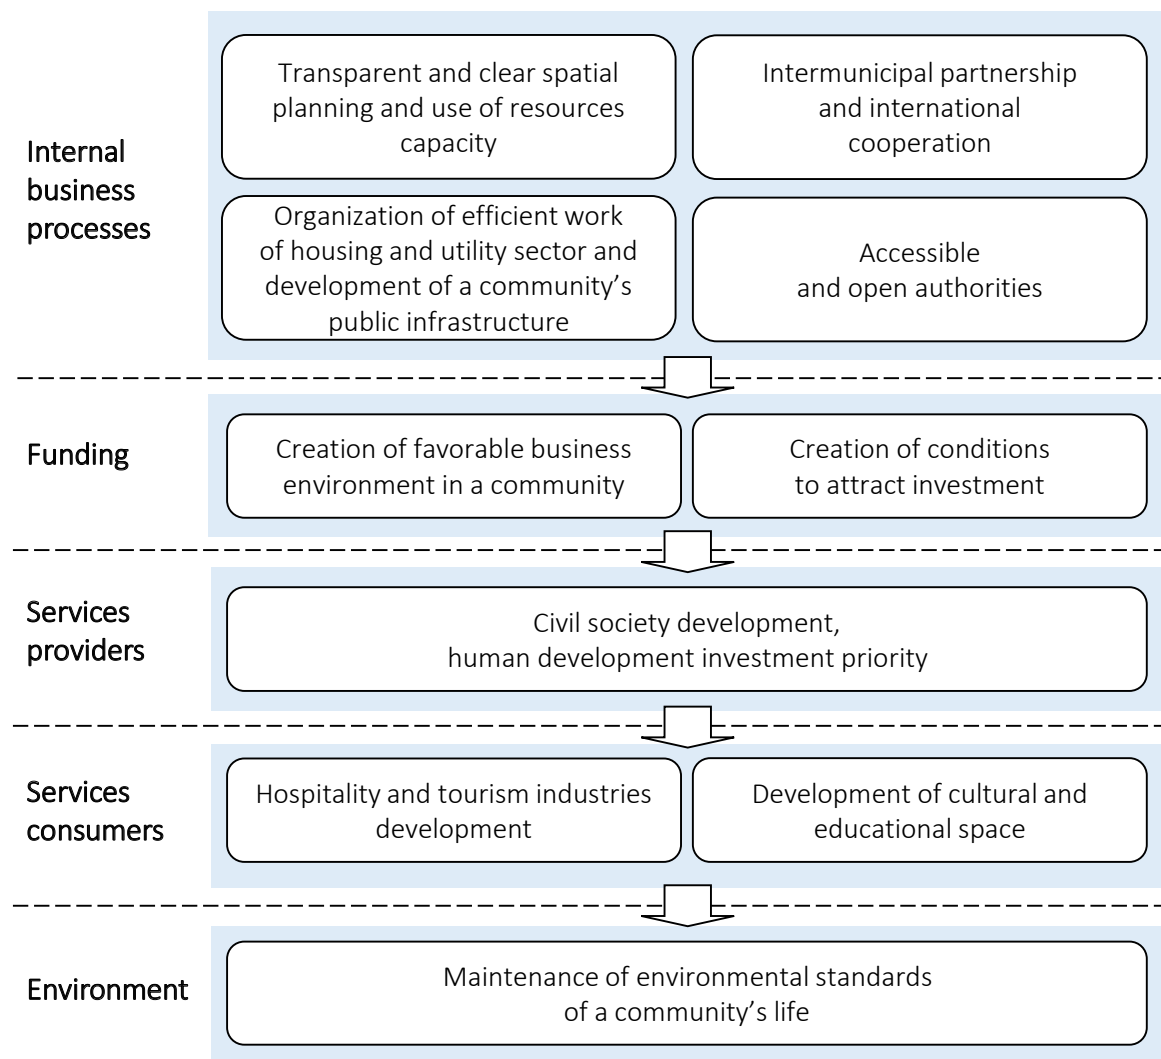 Internal
business
processes
Transparent and clear spatial
planning and use of resources
capacity
Intermunicipal partnership
and international
cooperation
Organization of efficient work
of housing and utility sector and
development of a community’s
public infrastructure
Accessible
and open authorities
Funding
Creation of favorable business
environment in a community
Creation of conditions
to attract investment
Services
providers
Civil society development,
human development investment priority
Services
consumers
Hospitality and tourism industries
development
Development of cultural and
educational space
Environment
Maintenance of environmental standards
of a community’s life